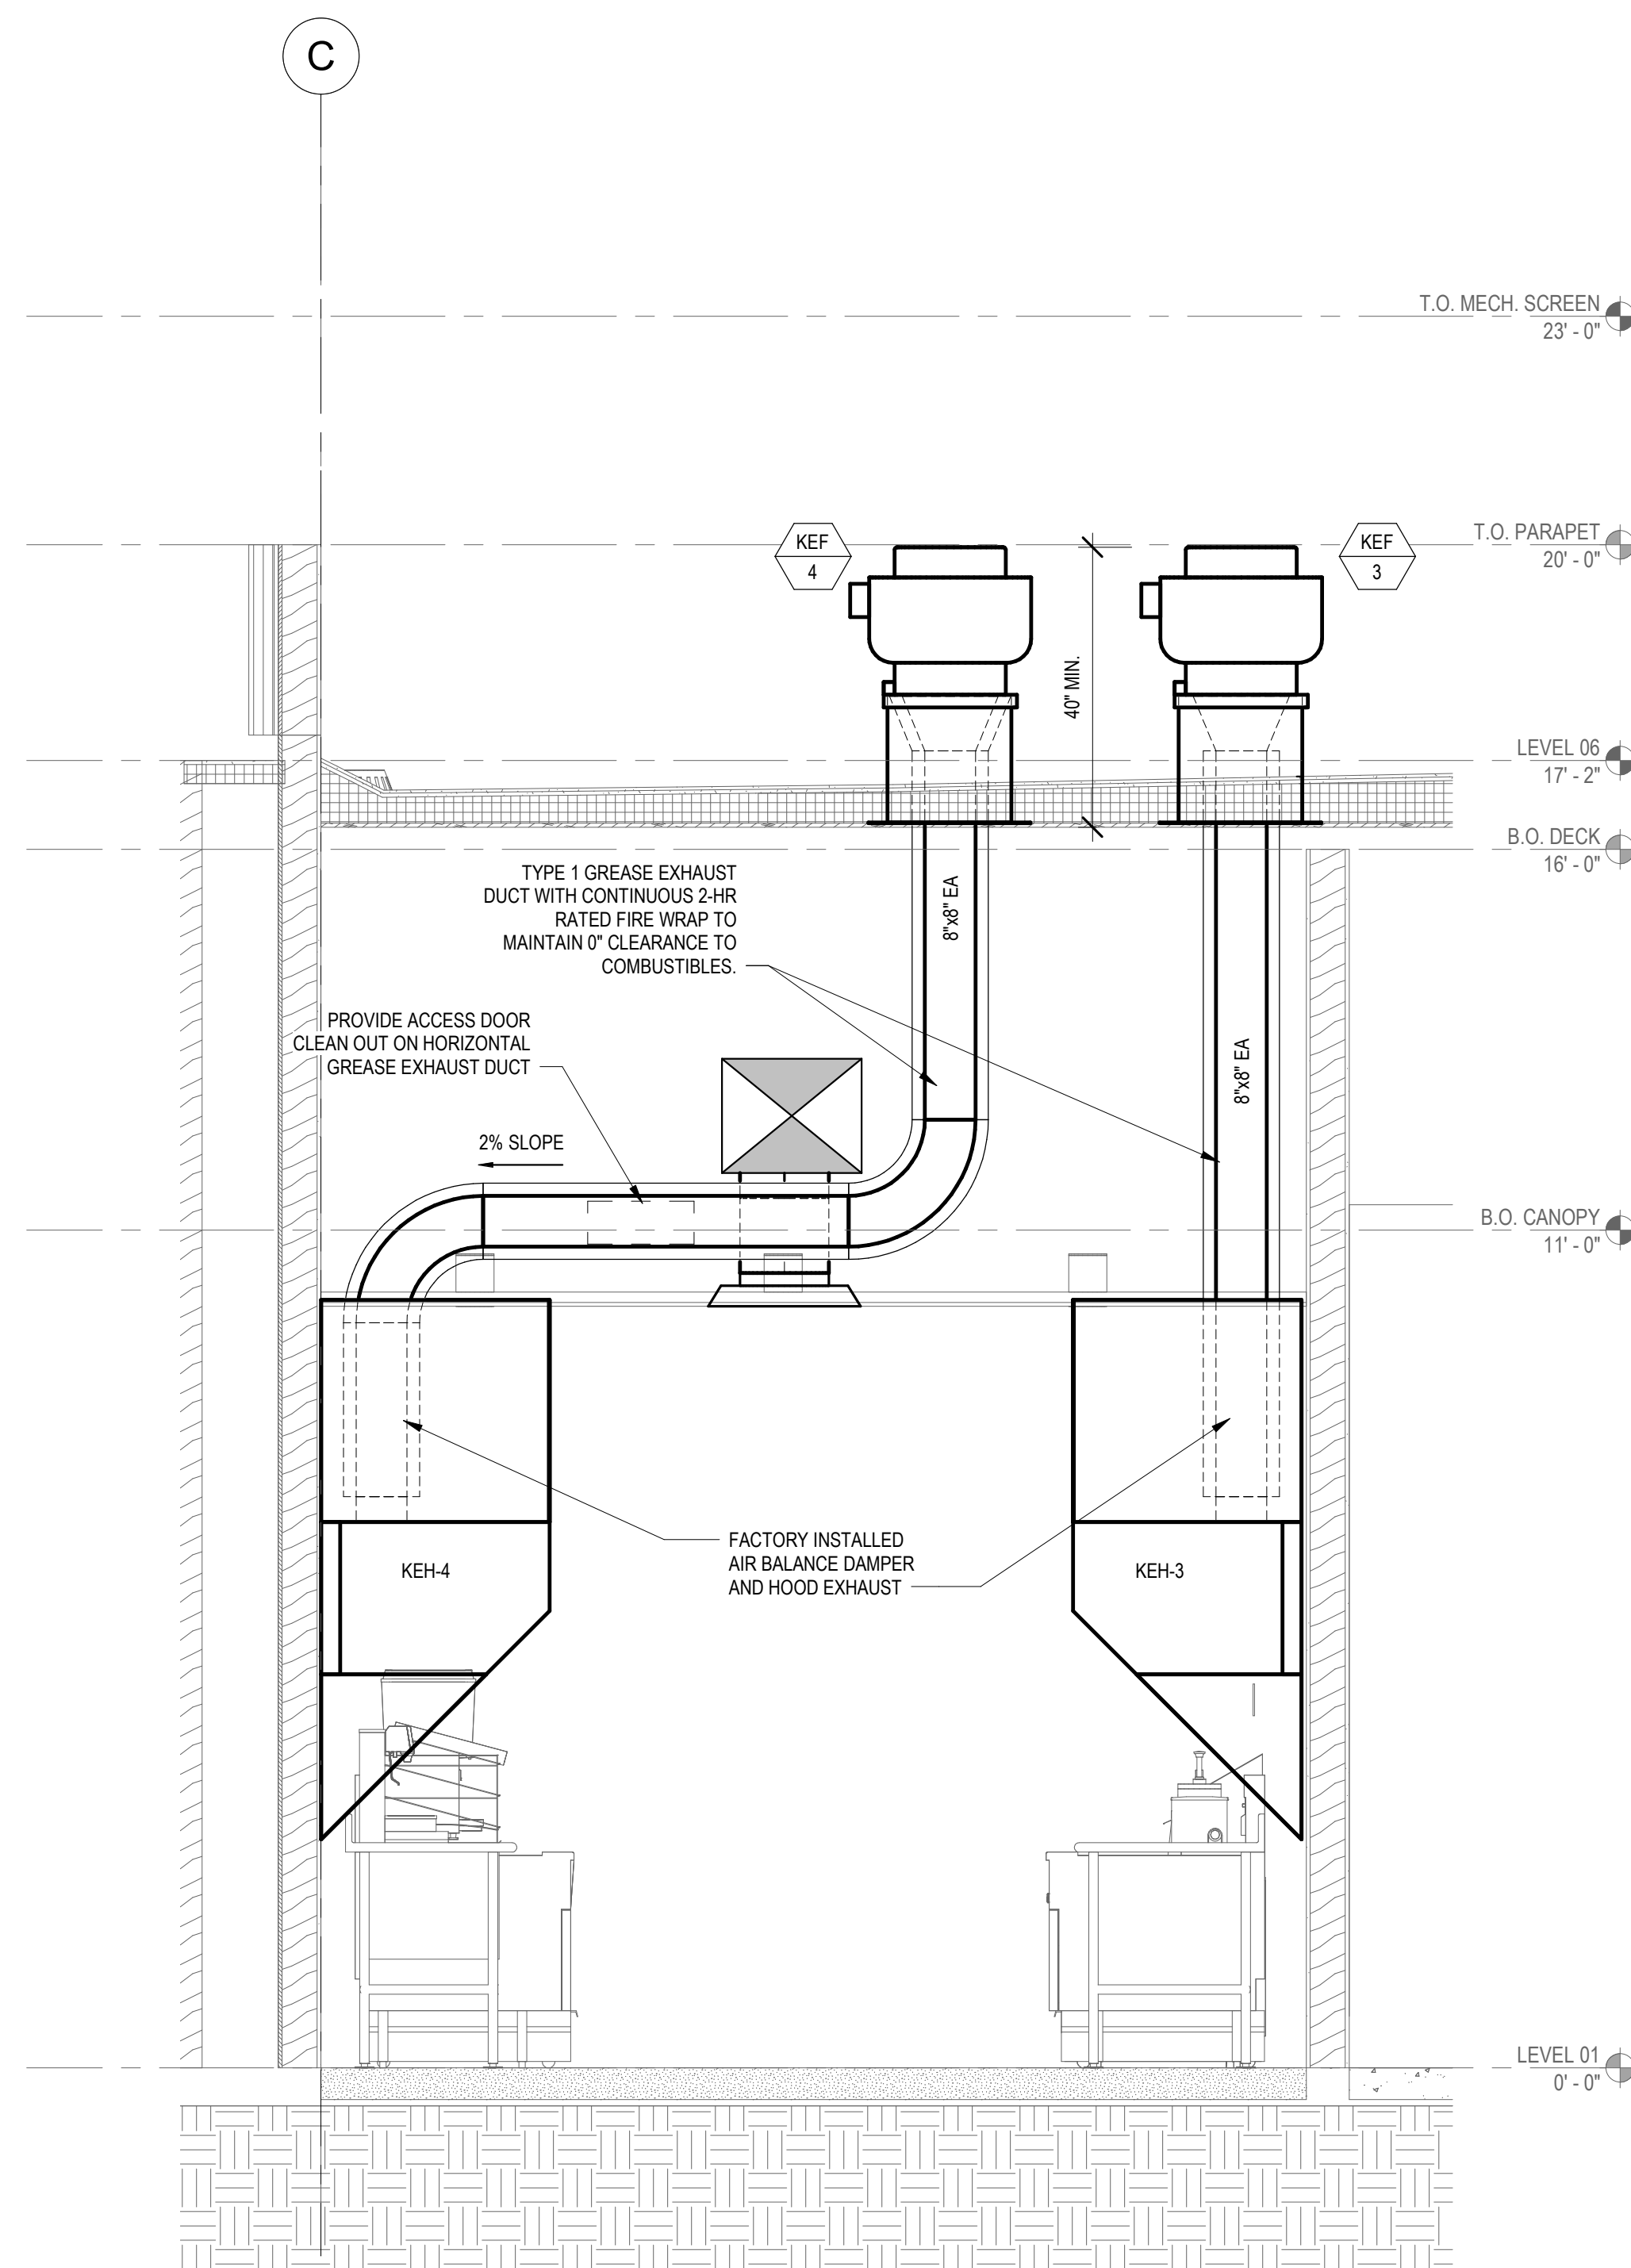 C
T.O. MECH. SCREEN
23' - 0"
KEF
4
KEF
3
T.O. PARAPET
20' - 0"
40" MIN.
LEVEL 06
17' - 2"
B.O. DECK
16' - 0"
TYPE 1 GREASE EXHAUST
DUCT WITH CONTINUOUS 2-HR
RATED FIRE WRAP TO
MAINTAIN 0" CLEARANCE TO
COMBUSTIBLES.
8"x8" EA
PROVIDE ACCESS DOOR
CLEAN OUT ON HORIZONTAL
GREASE EXHAUST DUCT
8"x8" EA
2% SLOPE
B.O. CANOPY
11' - 0"
FACTORY INSTALLED
AIR BALANCE DAMPER
AND HOOD EXHAUST
KEH-4
KEH-3
LEVEL 01
0' - 0"